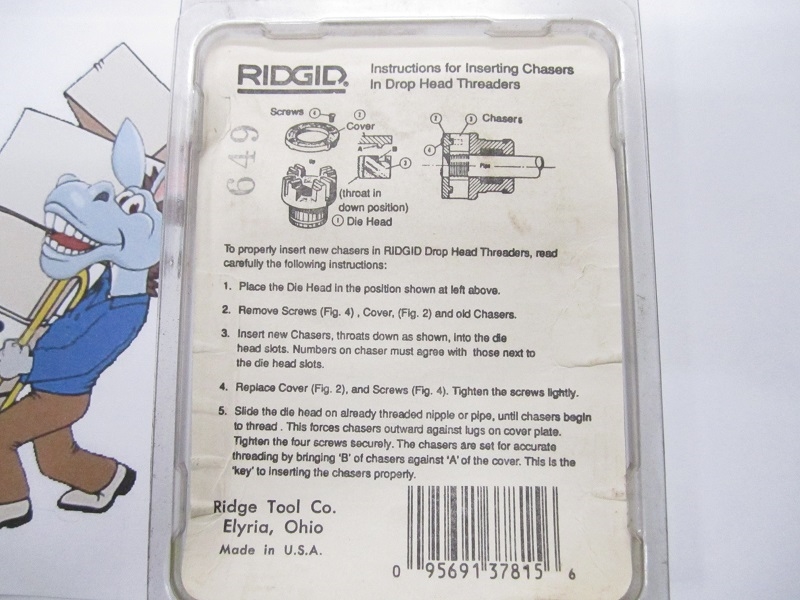 RIDGID
Instructions for Inserting Chasers
In Drop Head Threaders
649
Screws 4
2
Cover
A
B
3
(throat in
down position)
1 Die Head
2
3 Chasers
4
Pipe
To properly insert new chasers in RIDGID Drop Head Threaders, read
carefully the following instructions:
1. Place the Die Head in the position shown at left above.
2. Remove Screws (Fig. 4) , Cover, (Fig. 2) and old Chasers.
3. Insert new Chasers, throats down as shown, into the die
head slots. Numbers on chaser must agree with those next to
the die head slots.
4. Replace Cover (Fig. 2), and Screws (Fig. 4). Tighten the screws lightly.
5. Slide the die head on already threaded nipple or pipe, until chasers begin
to thread . This forces chasers outward against lugs on cover plate.
Tighten the four screws securely. The chasers are set for accurate
threading by bringing 'B' of chasers against 'A' of the cover. This is the
'key' to inserting the chasers properly.
Ridge Tool Co.
Elyria, Ohio
Made in U.S.A.
0 95691 37815 6